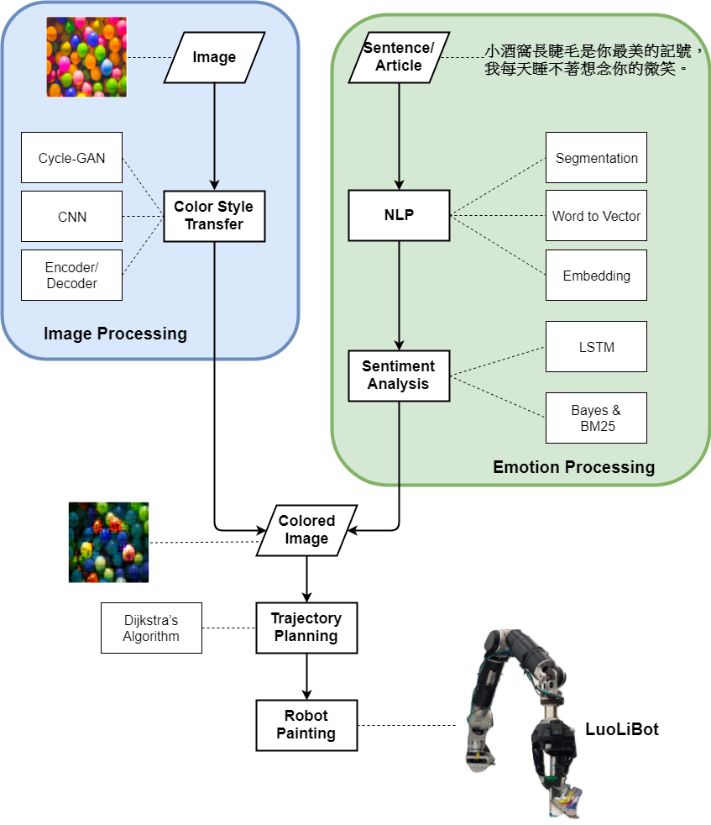 Image
Sentence/
Article
小酒窩長睫毛是你最美的記號，
我每天睡不著想念你的微笑。
Cycle-GAN
CNN
Encoder/
Decoder
Color Style
Transfer
Image Processing
NLP
Segmentation
Word to Vector
Embedding
Sentiment
Analysis
LSTM
Bayes &
BM25
Emotion Processing
Colored
Image
Dijkstra's
Algorithm
Trajectory
Planning
Robot
Painting
LuoLiBot